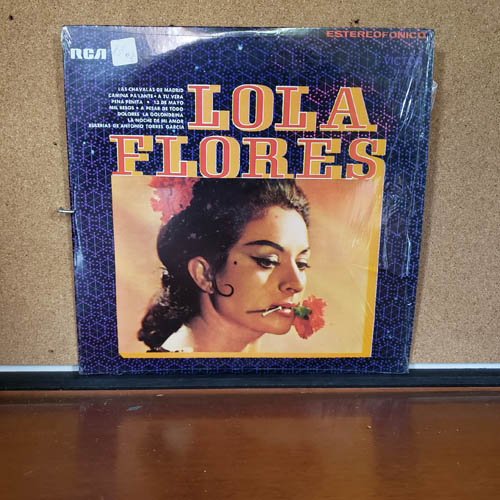 RCA
ESTEREOFONICO
LAS CHAVALAS DE MADRID
CAMINA PA'LANTE • A TU VERA
PENA PENITA • 13 DE MAYO
MIL BESOS • A PESAR DE TODO
DOLORES LA GOLONDRINA
LA NOCHE DE MI AMOR
BULERIAS DE ANTONIO TORRES GARCIA
LOLA
FLORES